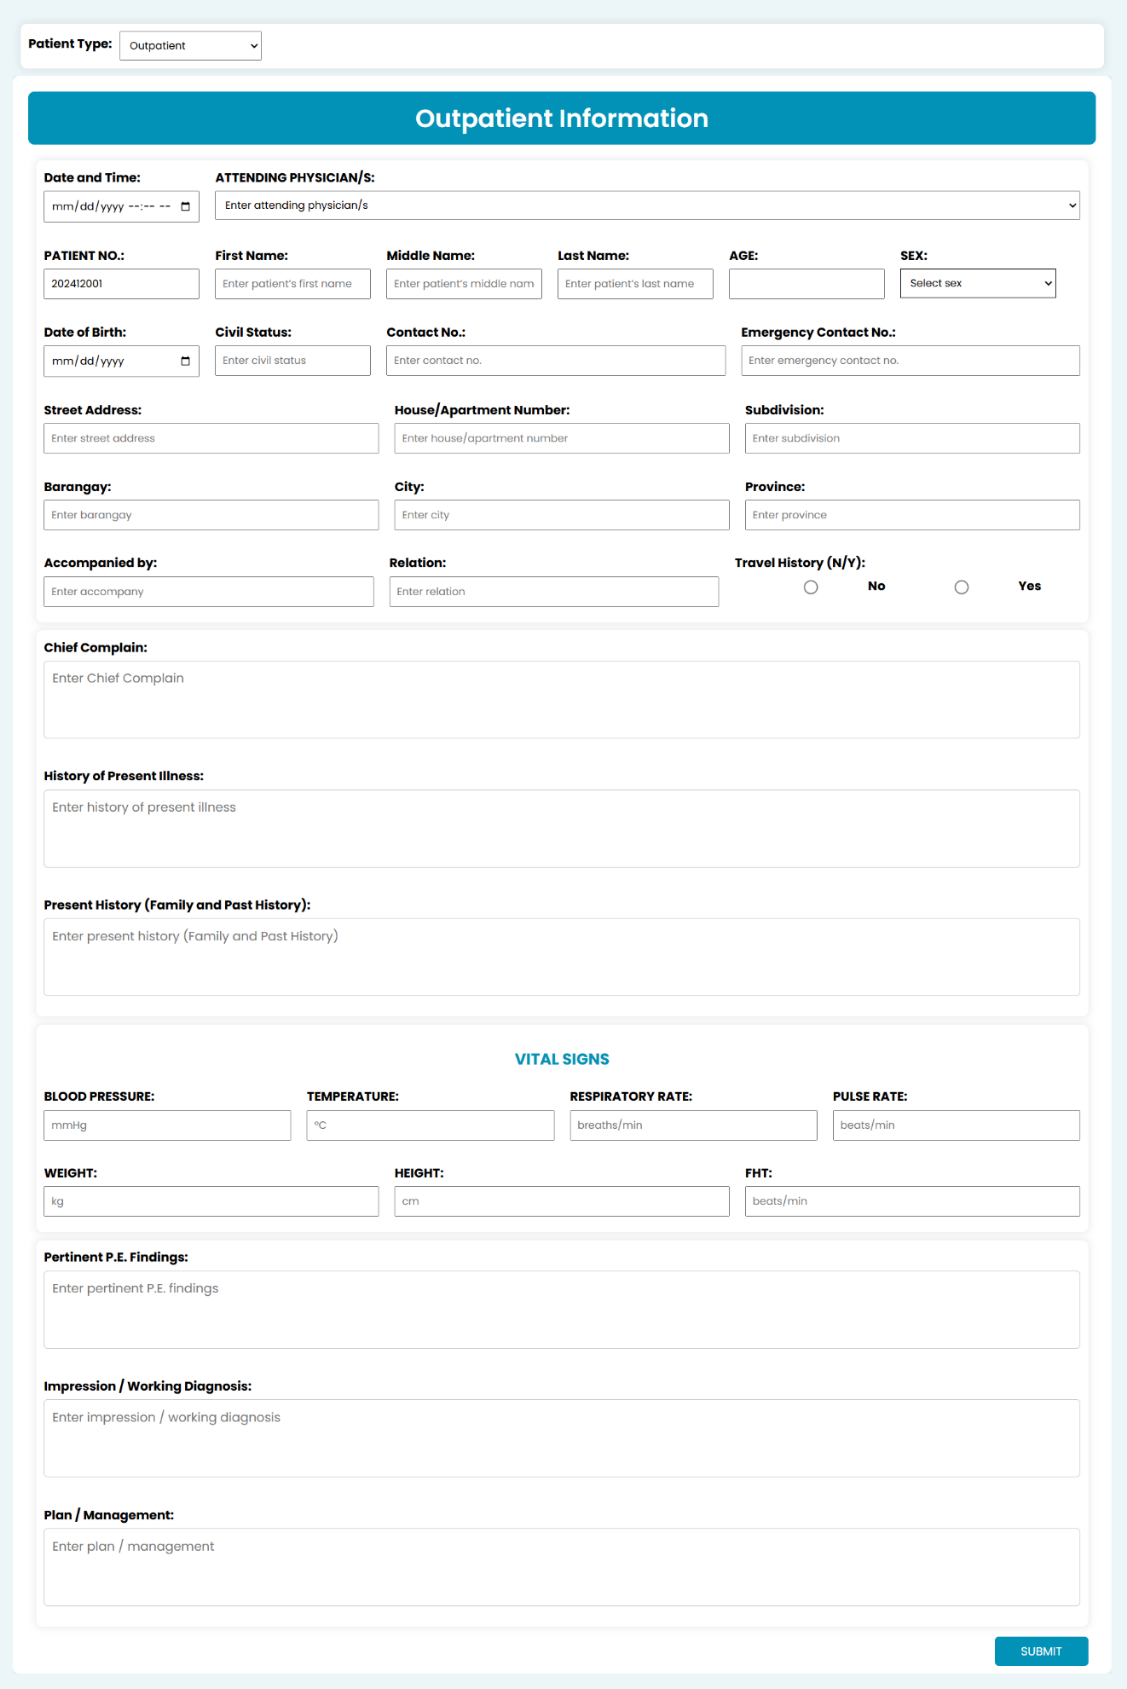 Patient Type: Outpatient
Outpatient Information
Date and Time: ATTENDING PHYSICIAN/S:
mm/dd/yyyy --:-- -- Enter attending physician/s
PATIENT NO.: First Name: Middle Name: Last Name: AGE: SEX:
202412001 Enter patient's first name Enter patient's middle nam Enter patient's last name Select sex
Date of Birth: Civil Status: Contact No.: Emergency Contact No.:
mm/dd/yyyy Enter civil status Enter contact no. Enter emergency contact no.
Street Address: House/Apartment Number: Subdivision:
Enter street address Enter house/apartment number Enter subdivision
Barangay: City: Province:
Enter barangay Enter city Enter province
Accompanied by: Relation: Travel History (N/Y):
Enter accompany Enter relation No Yes
Chief Complain:
Enter Chief Complain
History of Present Illness:
Enter history of present illness
Present History (Family and Past History):
Enter present history (Family and Past History)
VITAL SIGNS
BLOOD PRESSURE: TEMPERATURE: RESPIRATORY RATE: PULSE RATE:
mmHg °C breaths/min beats/min
WEIGHT: HEIGHT: FHT:
kg cm beats/min
Pertinent P.E. Findings:
Enter pertinent P.E. findings
Impression / Working Diagnosis:
Enter impression / working diagnosis
Plan / Management:
Enter plan / management
SUBMIT